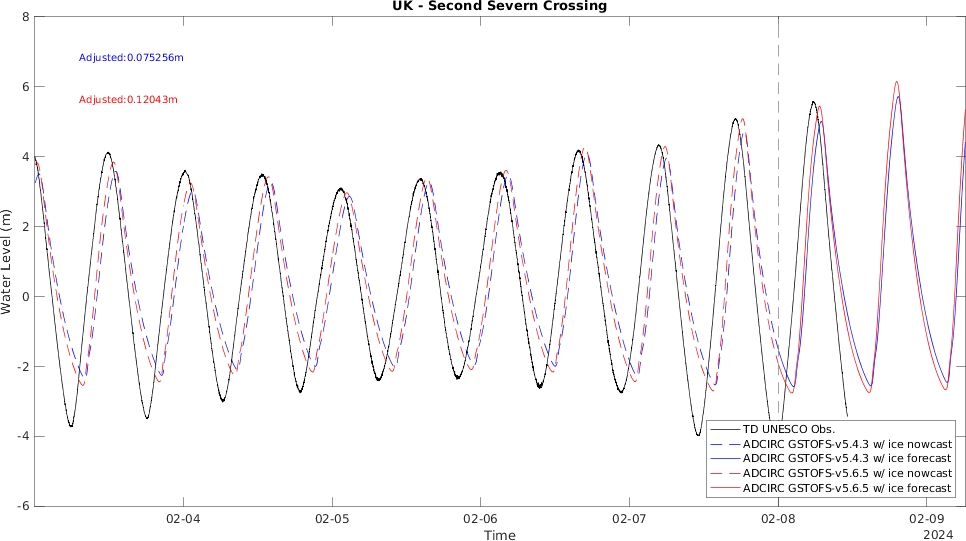 UK - Second Severn Crossing
8
6
4
2
0
-2
-4
-6
Water Level (m)
Adjusted:0.075256m
Adjusted:0.12043m
TD UNESCO Obs.
ADCIRC GSTOFS-v5.4.3 w/ ice nowcast
ADCIRC GSTOFS-v5.4.3 w/ ice forecast
ADCIRC GSTOFS-v5.6.5 w/ ice nowcast
ADCIRC GSTOFS-v5.6.5 w/ ice forecast
02-04 02-05 02-06 02-07 02-08 02-09
Time
2024